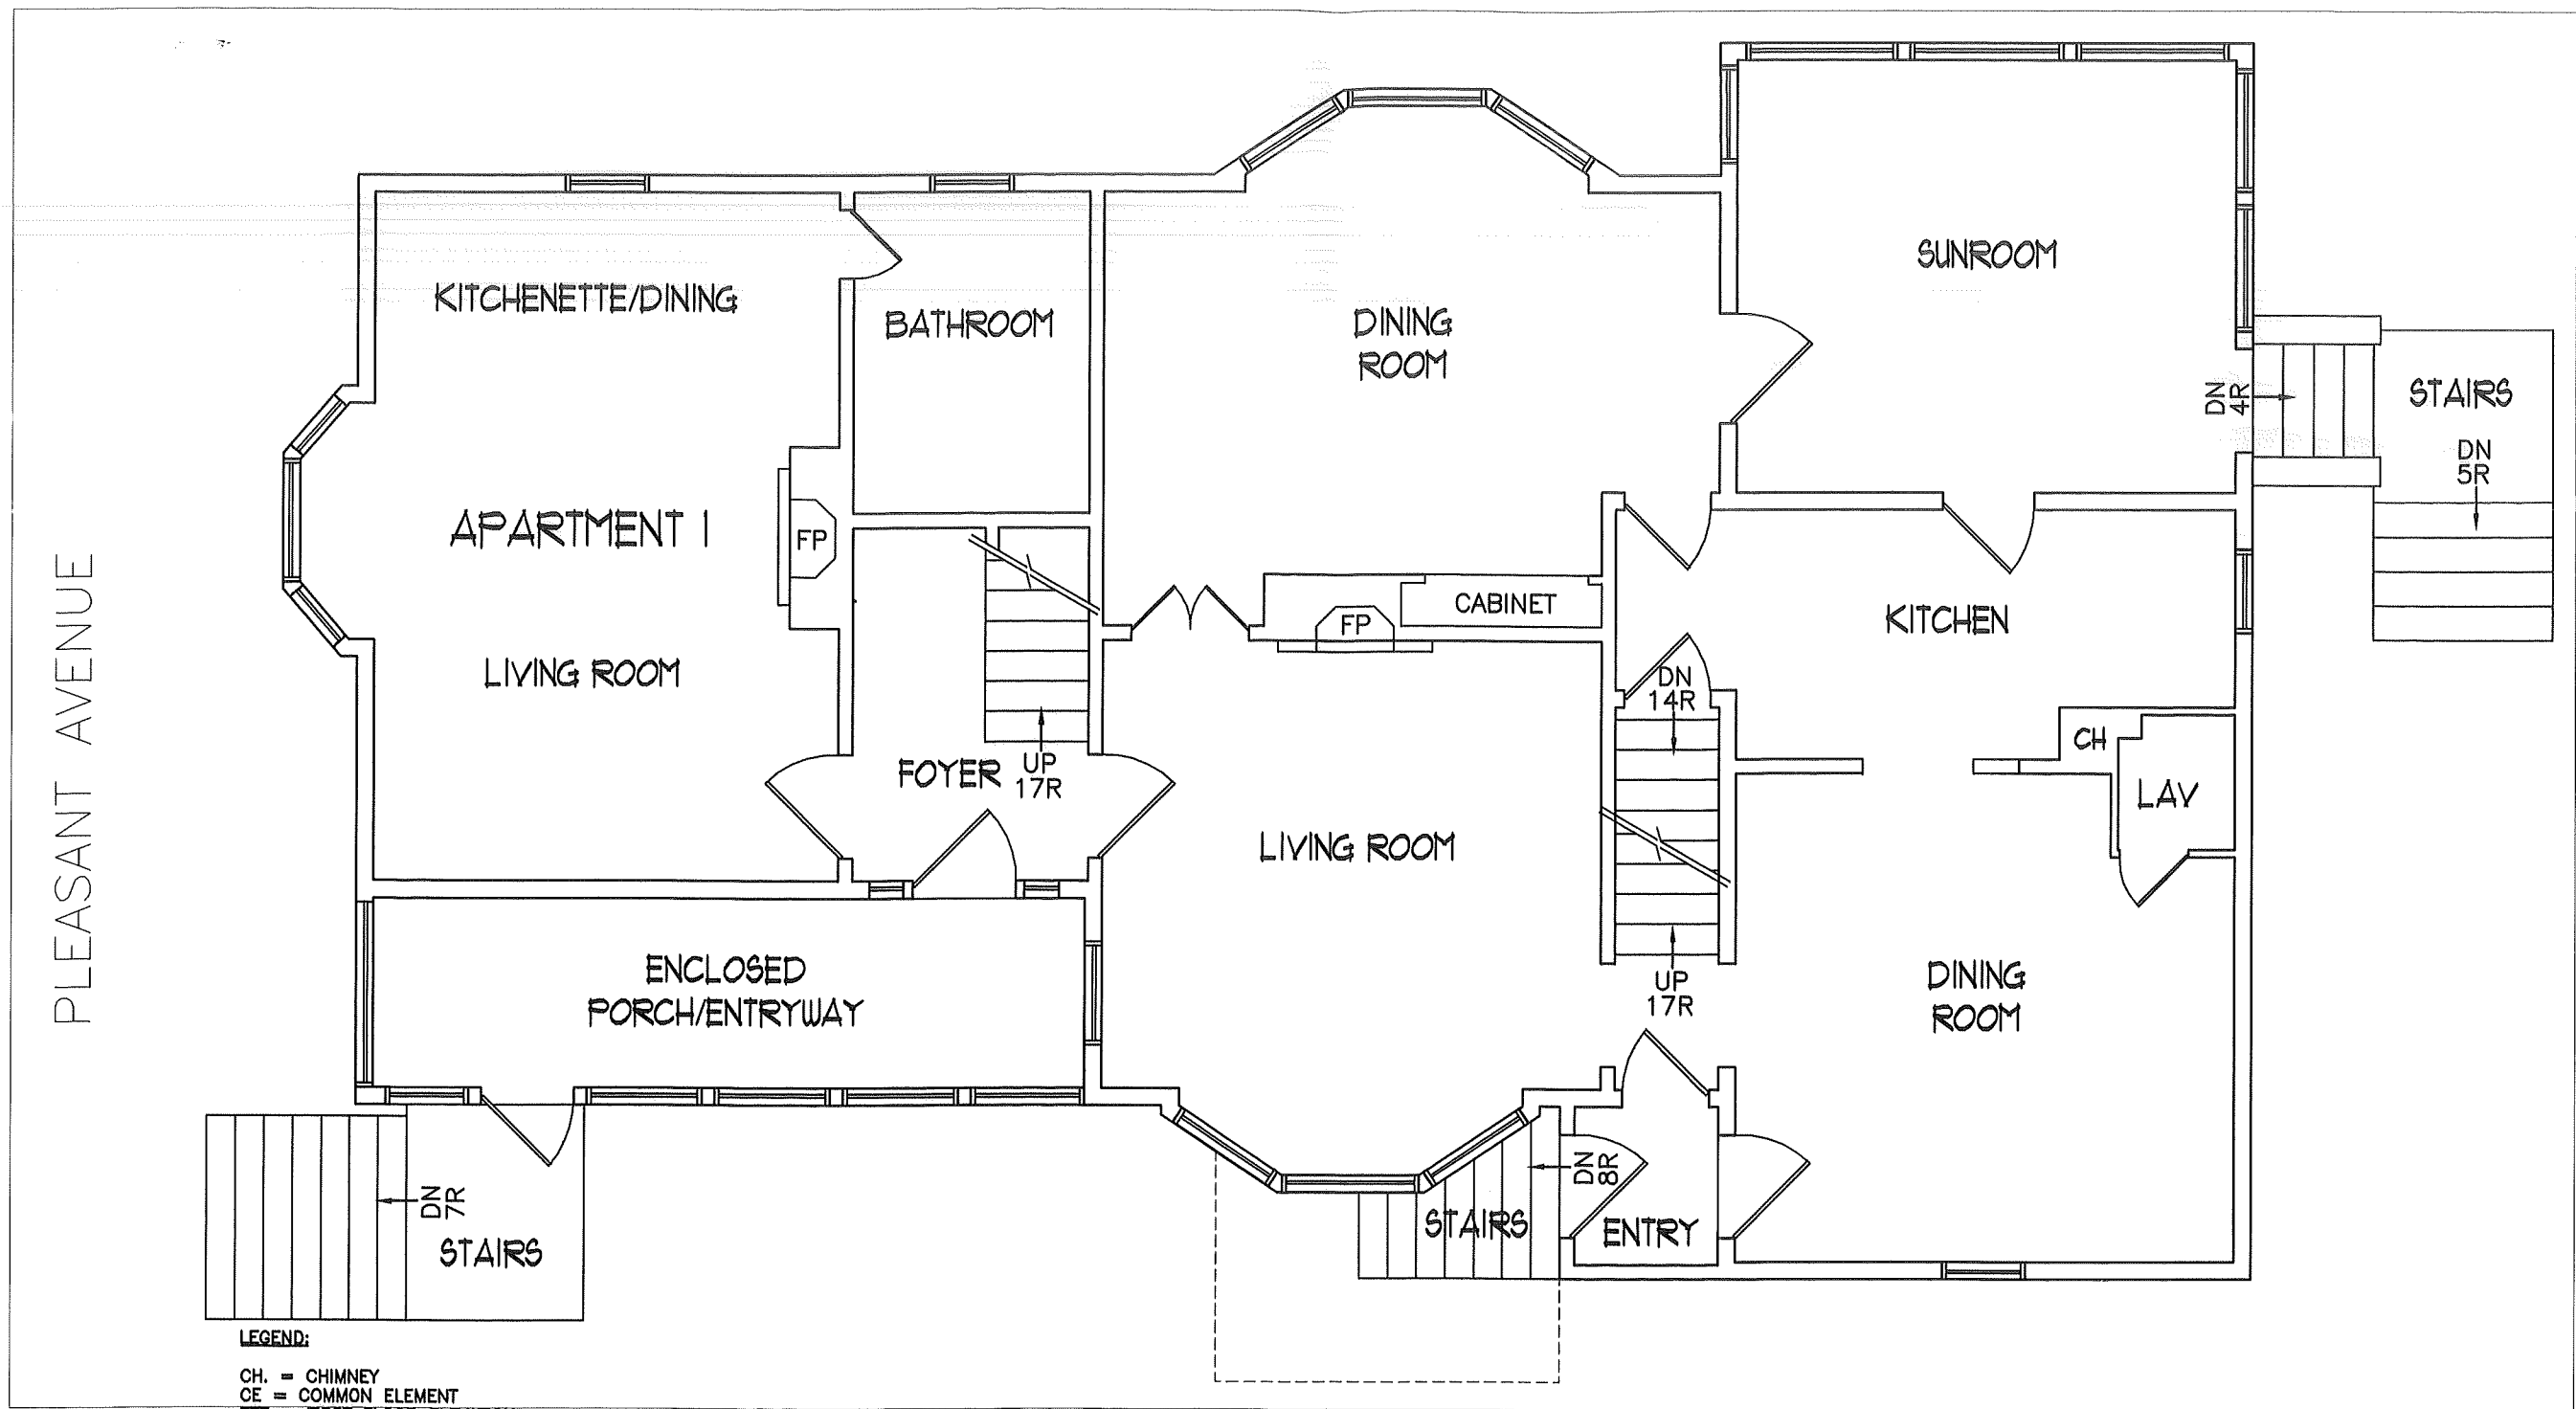 SUNROOM
KITCHENETTE/DINING
BATHROOM
DINING
ROOM
STAIRS
DN
4R
DN
5R
APARTMENT 1
FP
PLEASANT AVENUE
CABINET
FP
KITCHEN
LIVING ROOM
DN
14R
FOYER
UP
17R
CH
LAV
LIVING ROOM
ENCLOSED
PORCH/ENTRYWAY
UP
17R
DINING
ROOM
DN
7R
STAIRS
DN
8R
STAIRS
ENTRY
LEGEND:
CH. = CHIMNEY
CE = COMMON ELEMENT